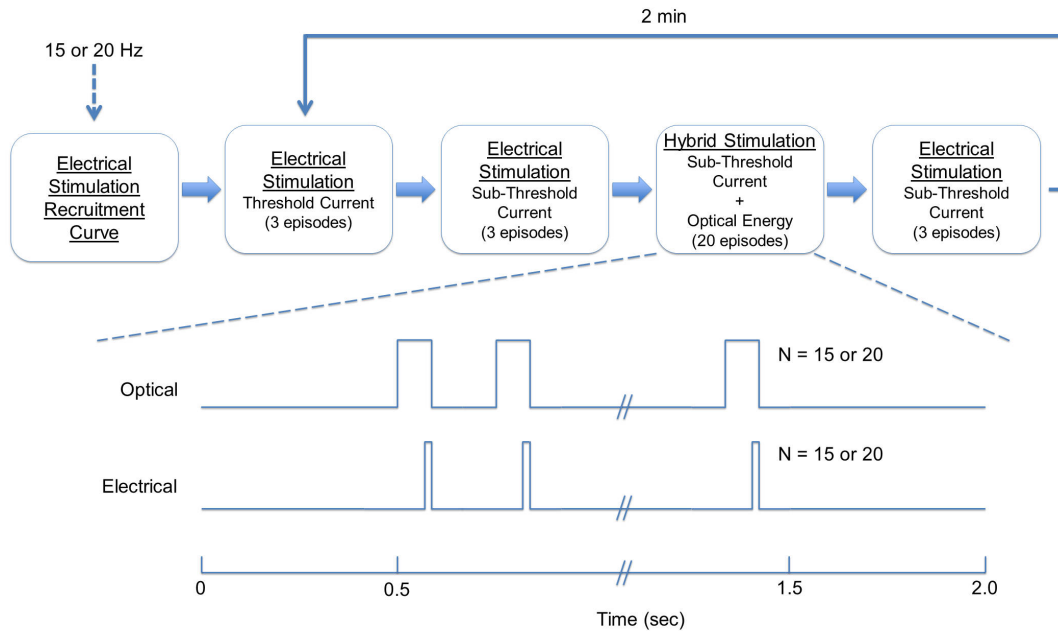 2 min
15 or 20 Hz
Electrical
Stimulation
Recruitment
Curve
Electrical
Stimulation
Threshold Current
(3 episodes)
Electrical
Stimulation
Sub-Threshold
Current
(3 episodes)
Hybrid Stimulation
Sub-Threshold
Current
+
Optical Energy
(20 episodes)
Electrical
Stimulation
Sub-Threshold
Current
(3 episodes)
N = 15 or 20
Optical
N = 15 or 20
Electrical
0
0.5
1.5
2.0
Time (sec)